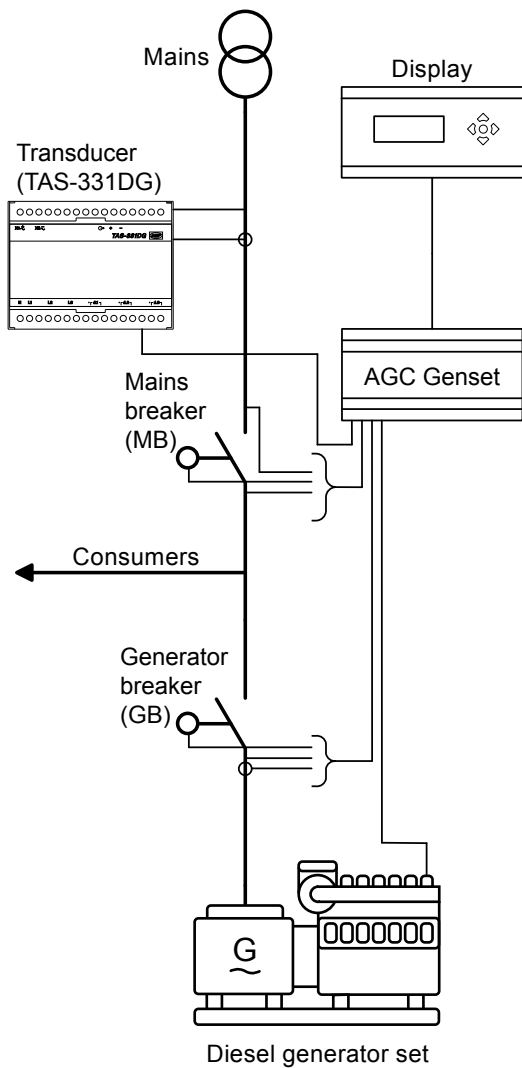 Mains
Display
Transducer
(TAS-331DG)
TAS-331DG
AGC Genset
Mains
breaker
(MB)
Consumers
Generator
breaker
(GB)
G
Diesel generator set